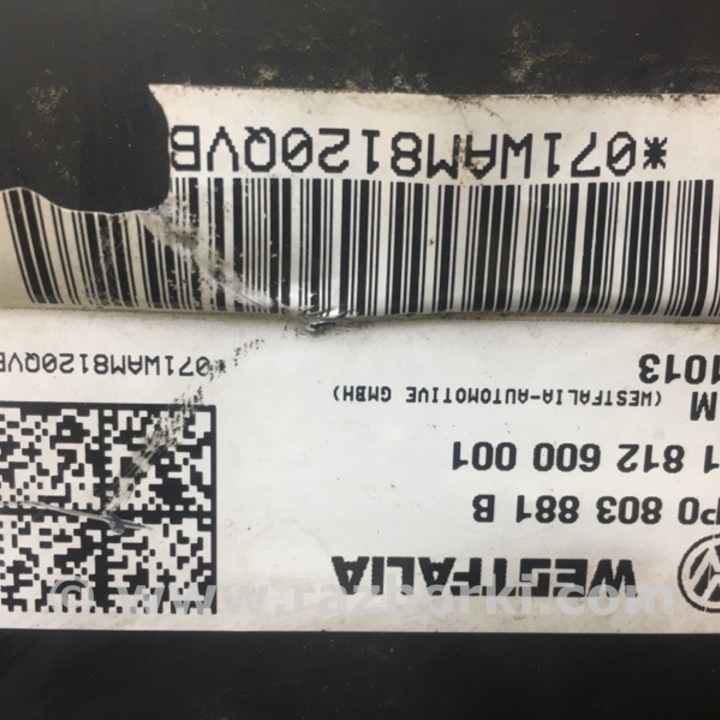 WESTFALIA
P0 803 881 B
1 812 600 001
M (WESTFALIA-AUTOMOTIVE GMBH)
1013
*071WAM8120QVB
*071WAM8120QVB
© www.razborki.com